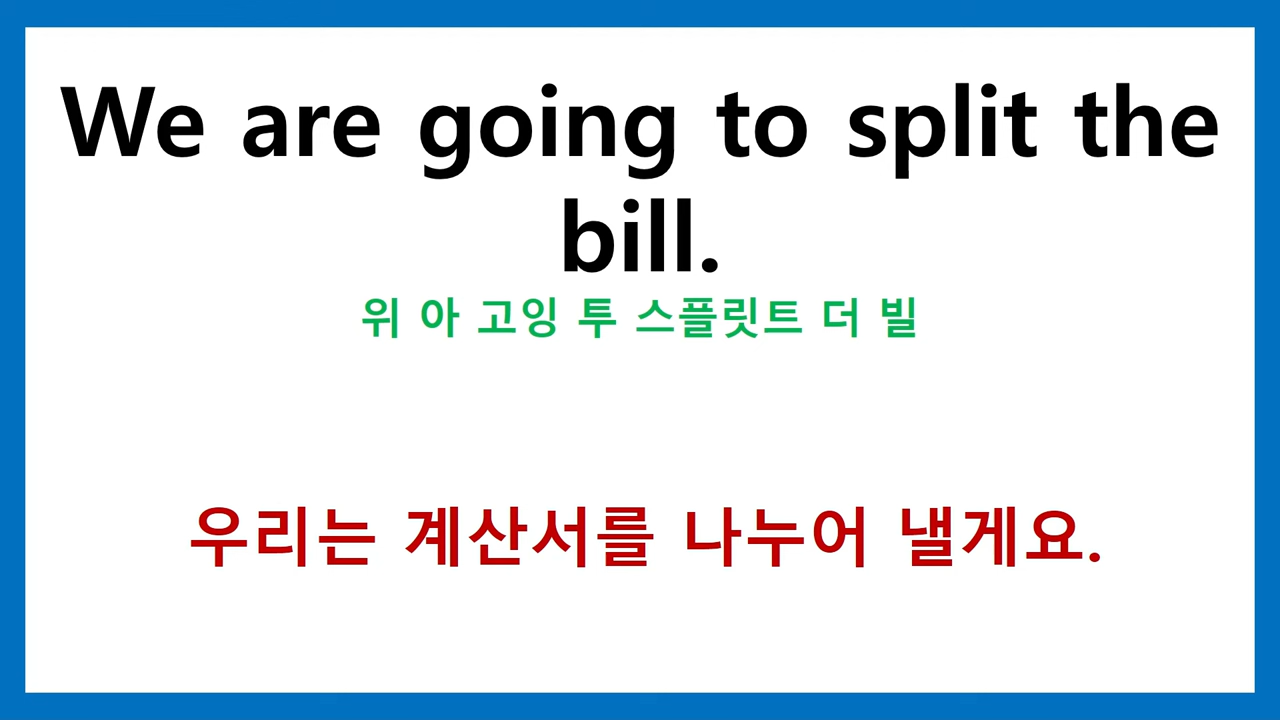 We are going to split the
bill.
위 아 고잉 투 스플릿트 더 빌
우리는 계산서를 나누어 낼게요.